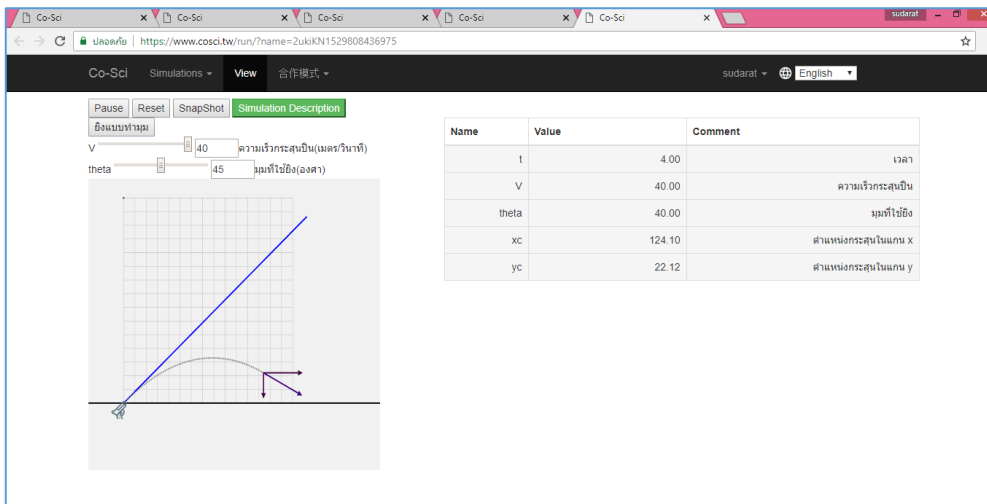 Co-Sci Co-Sci Co-Sci Co-Sci Co-Sci sudarat
ปลอดภัย https://www.cosci.tw/run/?name=2ukiKN1529808436975
Co-Sci Simulations View 合作模式 sudarat English
Pause Reset SnapShot Simulation Description
ยิงแบบทำมุม
V 40 ความเร็วกระสุนปืน(เมตร/วินาที)
theta 45 มุมที่ใช้ยิง(องศา)
Name Value Comment
t 4.00 เวลา
V 40.00 ความเร็วกระสุนปืน
theta 40.00 มุมที่ใช้ยิง
xc 124.10 ตำแหน่งกระสุนในแกน x
yc 22.12 ตำแหน่งกระสุนในแกน y